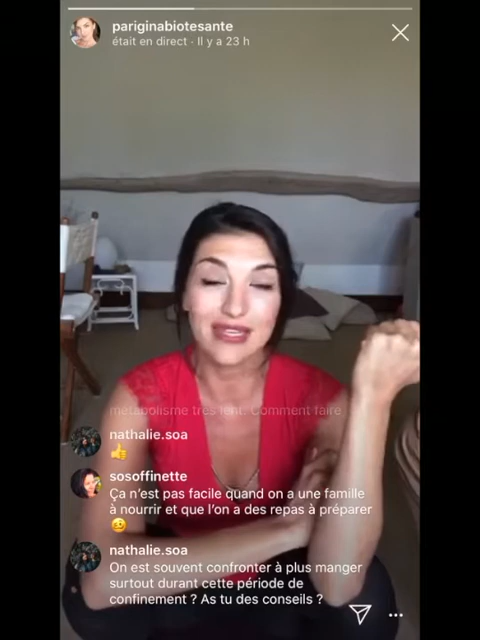 parignabiotesante
était en direct · Il y a 23 h
métabolisme très lent. Comment faire
nathalie.soa
👍
sosoffinette
Ça n'est pas facile quand on a une famille
à nourrir et que l'on a des repas à préparer
🥴
nathalie.soa
On est souvent confronter à plus manger
surtout durant cette période de
confinement ? As tu des conseils ?